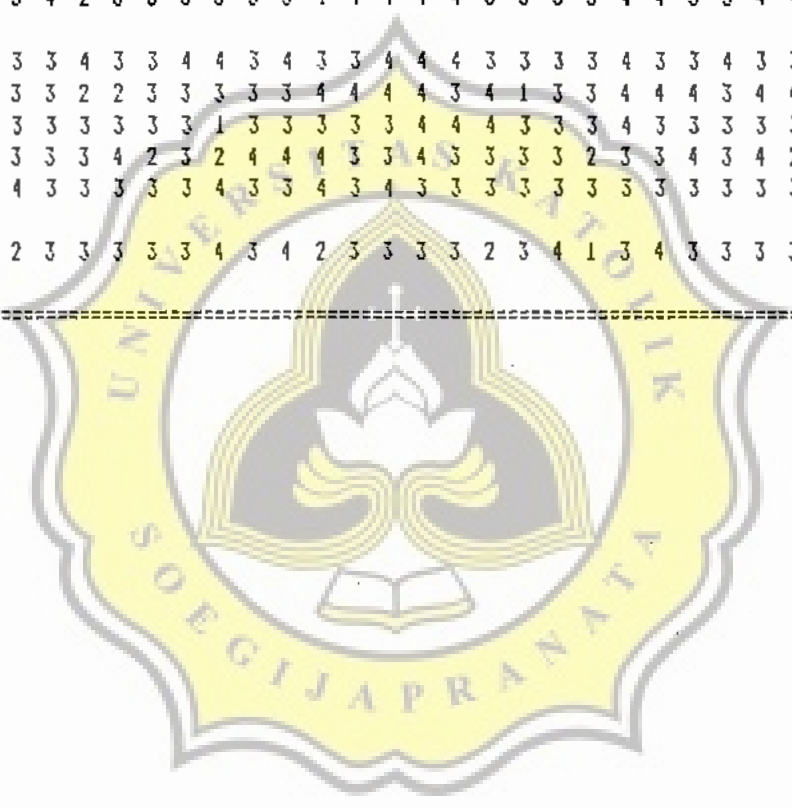 3 3 4 3 3 4 4 3 4 3 3 4 4 4 3 3 3 3 4 3 3 4 3
3 3 2 2 3 3 3 3 3 4 4 4 4 3 4 1 3 3 4 4 4 3 4
3 3 3 3 3 3 1 3 3 3 3 3 4 4 4 3 3 3 4 3 3 3 3
3 3 3 4 2 3 2 4 4 4 3 3 4 3 3 3 3 2 3 3 4 3 4
4 3 3 3 3 3 4 3 3 4 3 4 3 3 3 3 3 3 3 3 3 3 3
2 3 3 3 3 3 4 3 4 2 3 3 3 3 2 3 4 1 3 4 3 3 3
UNIVERSITAS KATOLIK
SOEGIJAPRANATA